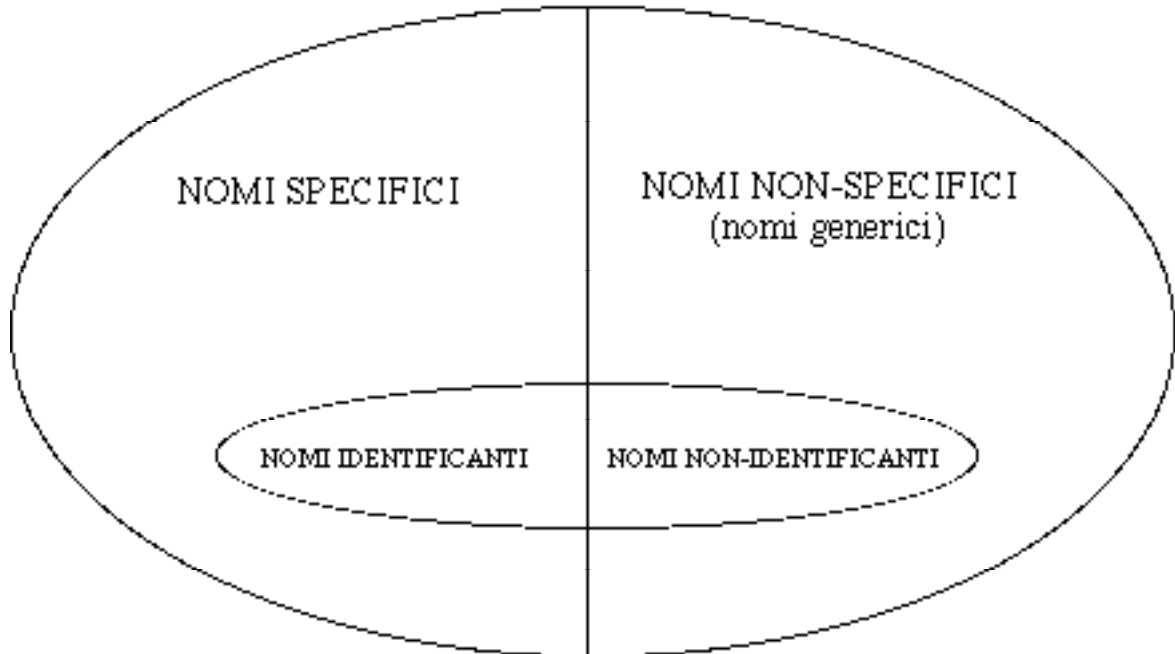 NOMI SPECIFICI
NOMI NON-SPECIFICI
(nomi generici)
NOMI IDENTIFICANTI
NOMI NON-IDENTIFICANTI